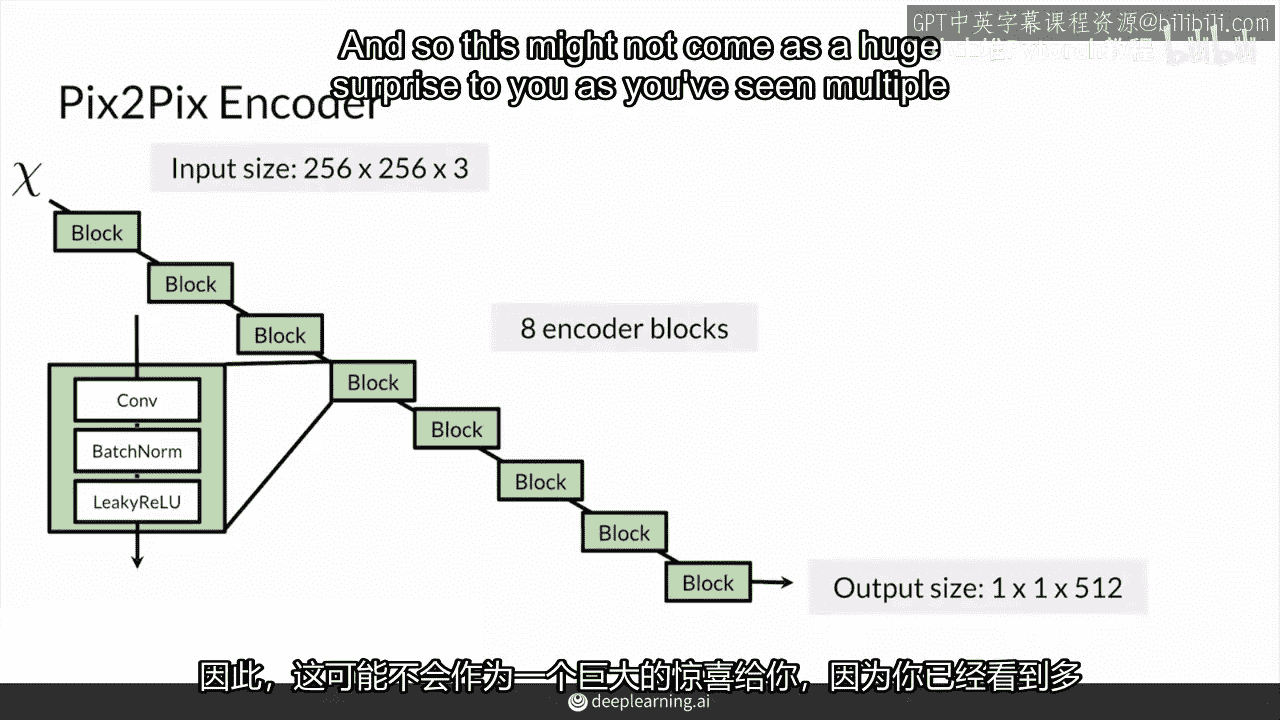 GPT中英字幕课程资源@bilibili.com
And so this might not come as a huge
surprise to you as you've seen multiple
Pix2Pix Encoder
χ
Input size: 256 x 256 x 3
Block
Block
Block
8 encoder blocks
Block
Conv
Block
BatchNorm
Block
LeakyReLU
Block
Block
Output size: 1 x 1 x 512
因此，这可能不会作为一个巨大的惊喜给你，因为你已经看到多
deeplearning.ai